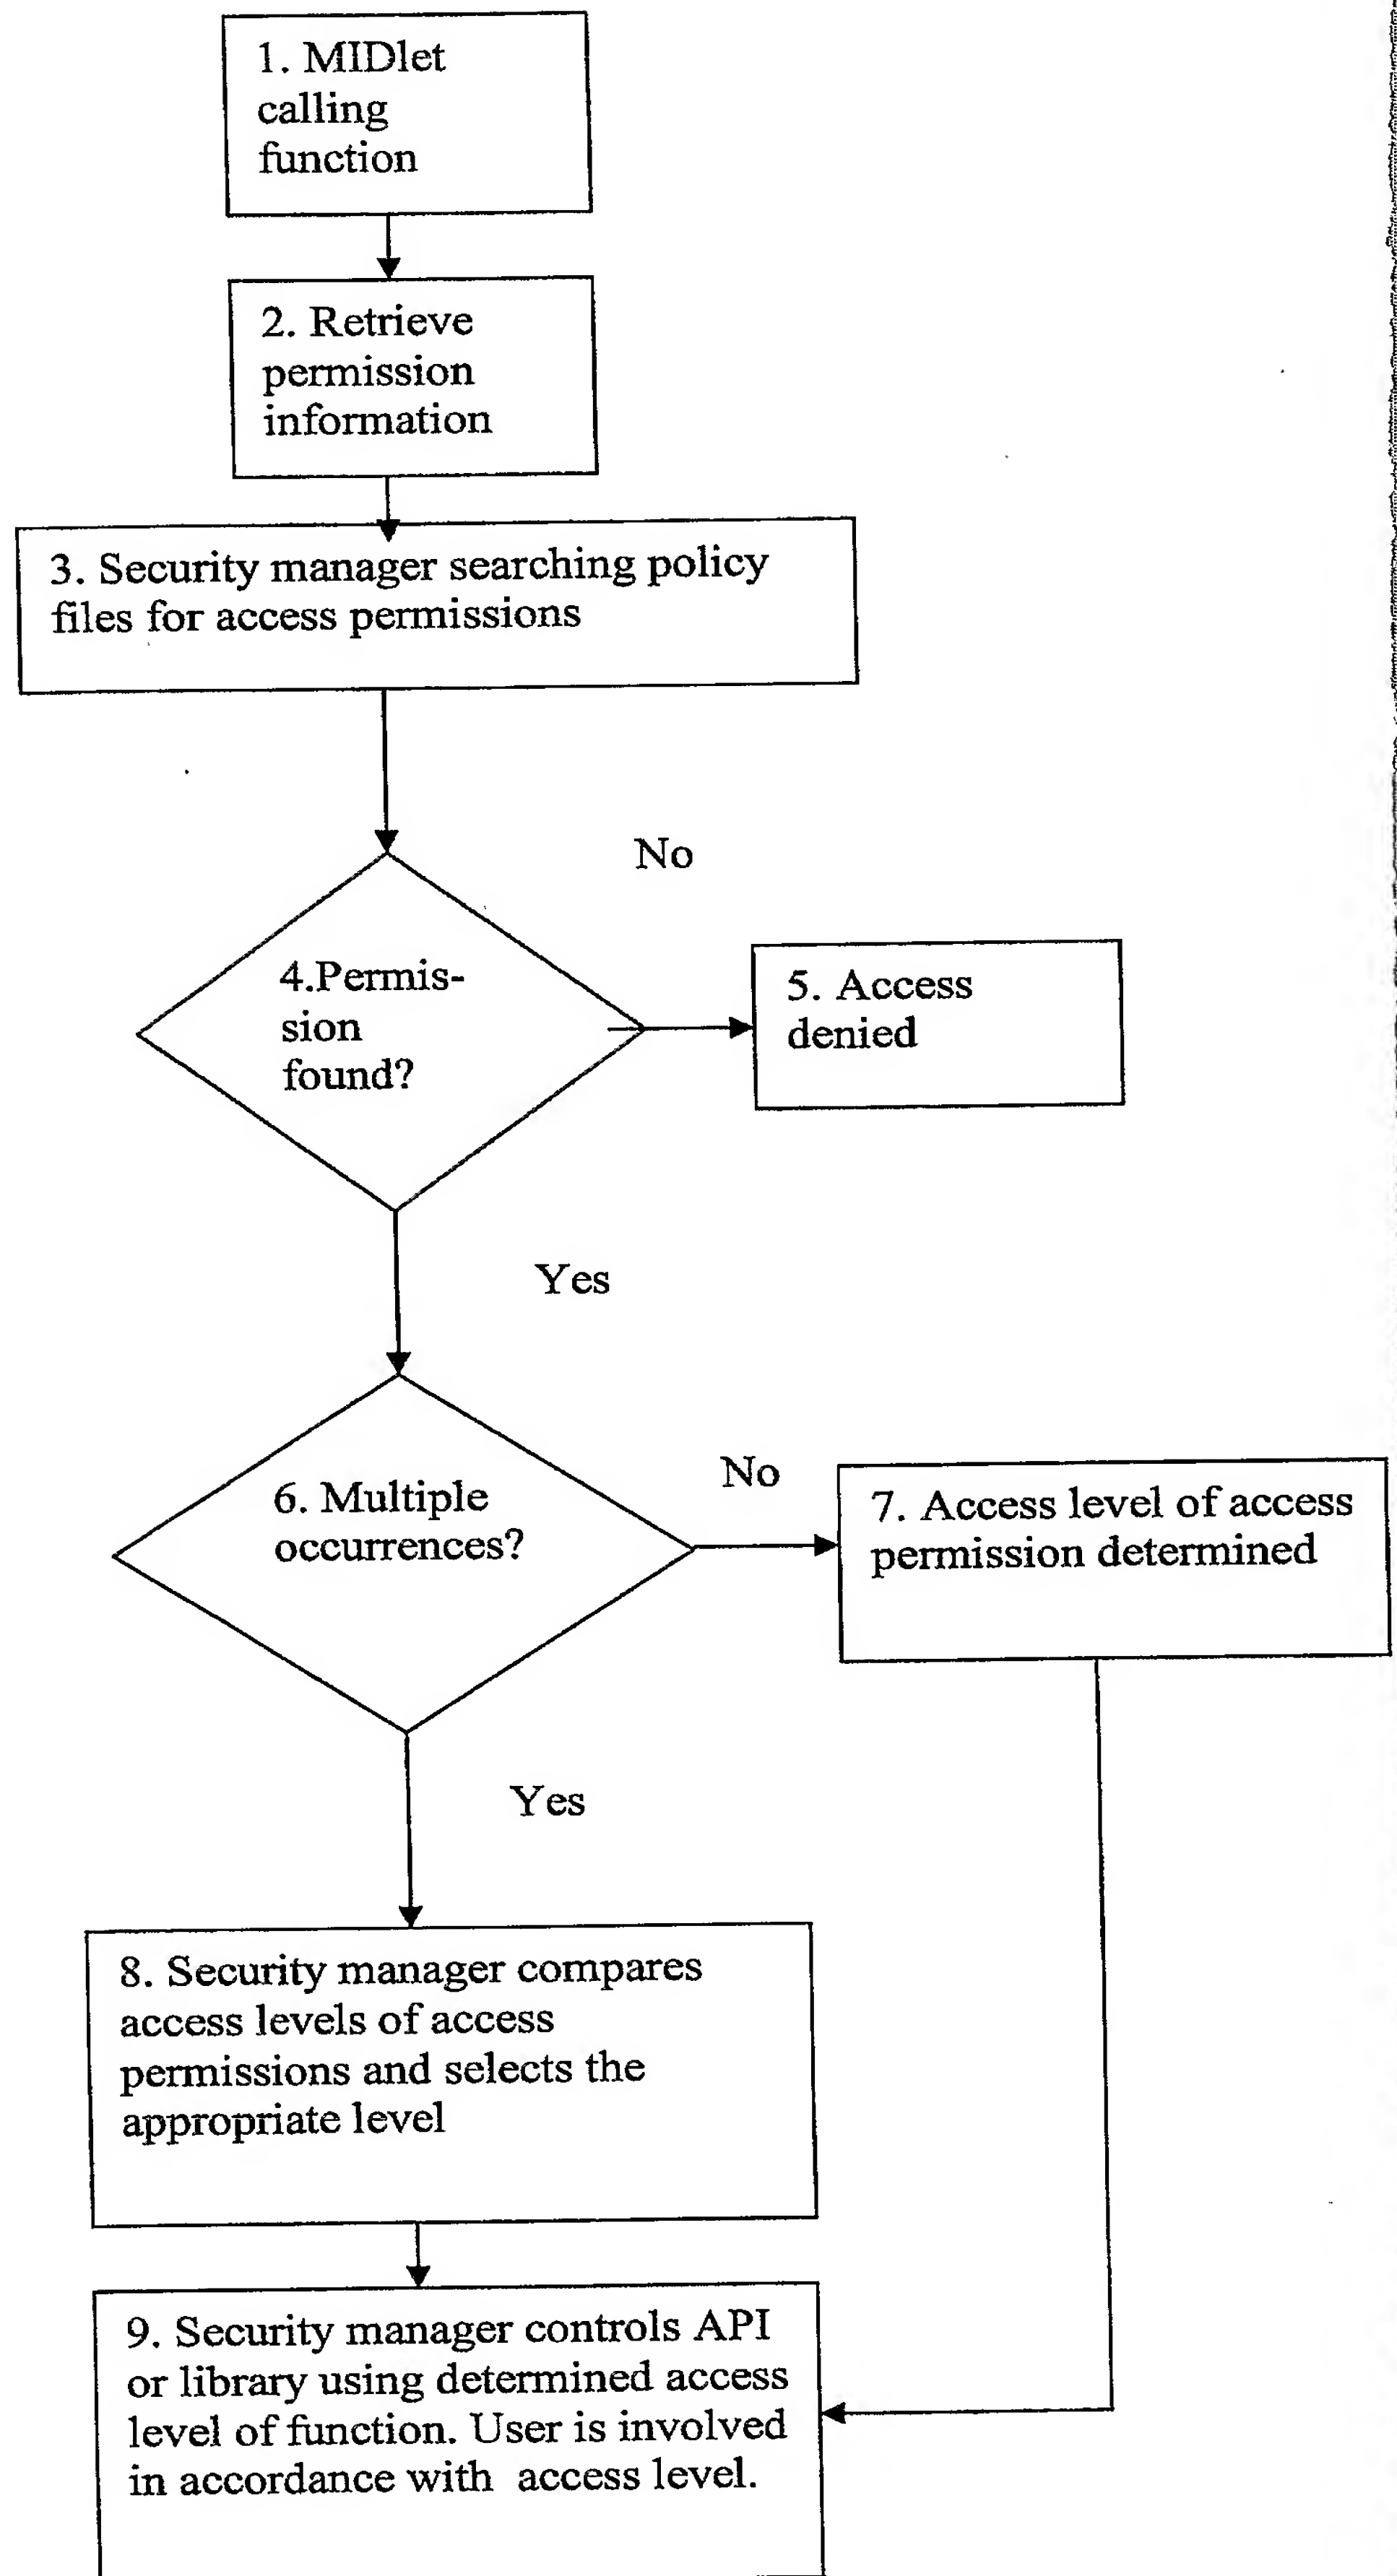 1. MIDlet
calling
function
2. Retrieve
permission
information
3. Security manager searching policy
files for access permissions
No
4.Permis-
sion
found?
5. Access
denied
Yes
6. Multiple
occurrences?
No
7. Access level of access
permission determined
Yes
8. Security manager compares
access levels of access
permissions and selects the
appropriate level
9. Security manager controls API
or library using determined access
level of function. User is involved
in accordance with access level.